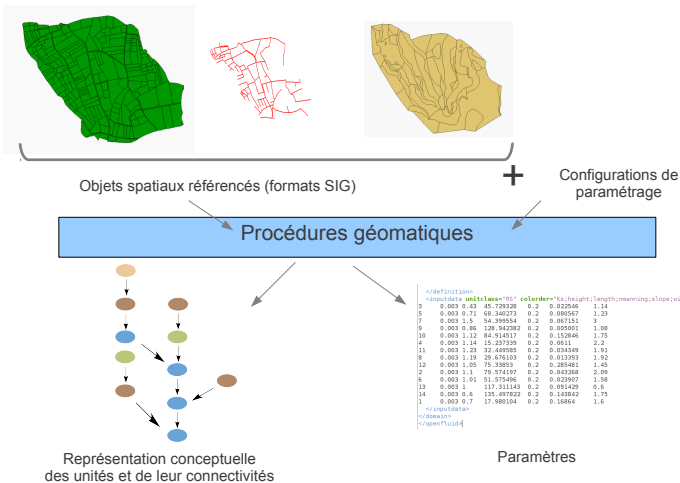 +
Objets spatiaux référencés (formats SIG)
Configurations de
paramétrage
Procédures géomatiques
</definition>
<inputdata unitclass="RS" colorder="Ks;height;length;nmanning;slope;wi
3 0.003 0.43 45.729328 0.2 0.022546 1.14
5 0.003 0.71 68.340273 0.2 0.080567 1.23
7 0.003 1.5 54.399554 0.2 0.067151 3
9 0.003 0.86 128.942382 0.2 0.005001 1.08
10 0.003 1.12 84.914517 0.2 0.152846 1.75
4 0.003 1.14 15.237339 0.2 0.0611 2.2
11 0.003 1.23 32.449585 0.2 0.034349 1.91
8 0.003 1.19 29.676103 0.2 0.013393 1.92
12 0.003 1.05 75.33853 0.2 0.285481 1.45
2 0.003 1.1 79.574197 0.2 0.043268 2.09
6 0.003 1.01 51.575496 0.2 0.023907 1.58
13 0.003 1 117.311143 0.2 0.091429 0.6
14 0.003 0.6 135.497822 0.2 0.143842 1.75
1 0.003 0.7 17.980104 0.2 0.16864 1.6
</inputdata>
</domain>
</openfluid>
Représentation conceptuelle
des unités et de leur connectivités
Paramètres